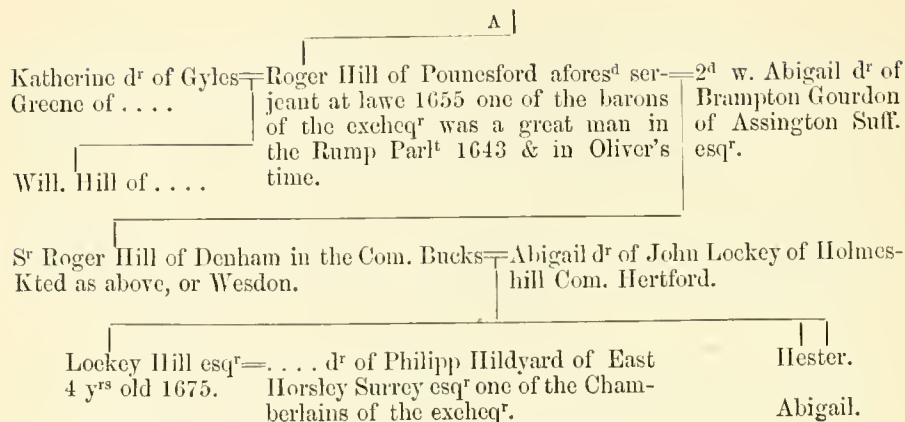 A
Katherine dʳ of Gyles
Greene of . . . .
Roger Hill of Pounesford aforesᵈ ser-
jeant at lawe 1655 one of the barons
of the excheqʳ was a great man in
the Rump Parlᵗ 1643 & in Oliver's
time.
2ᵈ w. Abigail dʳ of
Brampton Gourdon
of Assington Suff.
esqʳ.
Will. Hill of . . . .
Sʳ Roger Hill of Denham in the Com. Bucks
Kted as above, or Wesdon.
Abigail dʳ of John Lockey of Holmes-
hill Com. Hertford.
Lockey Hill esqʳ
4 yʳˢ old 1675.
. . . . dʳ of Philipp Hildyard of East
Horsley Surrey esqʳ one of the Cham-
berlains of the excheqʳ.
Hester.
Abigail.